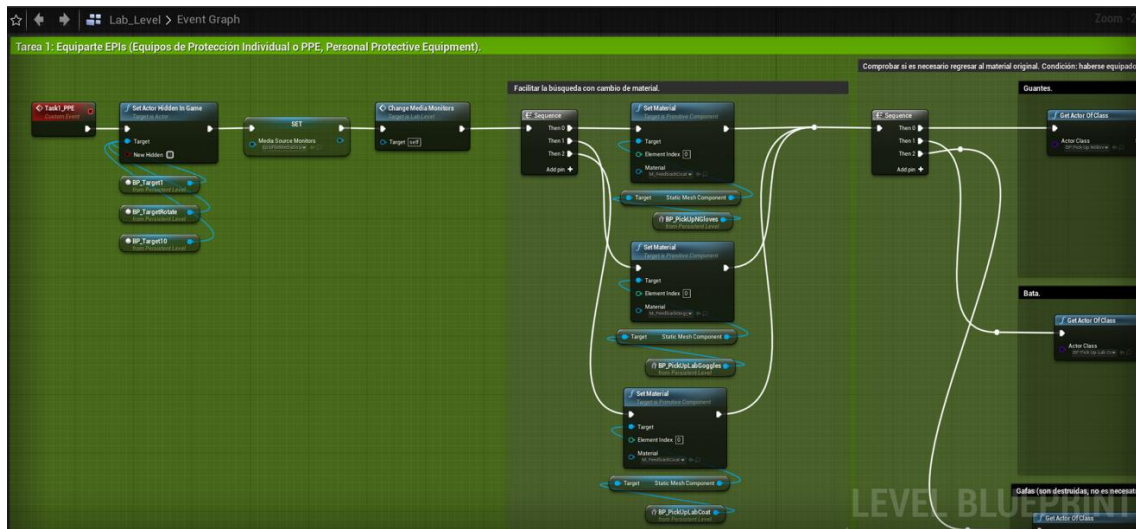 Lab_Level > Event Graph
Zoom -2
Tarea 1: Equiparte EPIs (Equipos de Protección Individual o PPE, Personal Protective Equipment).
Comprobar si es necesario regresar al material original. Condición: haberse equipado
Facilitar la búsqueda con cambio de material.
Guantes.
Task1_PPE
Custom Event
Set Actor Hidden In Game
Target is Actor
Target
New Hidden
BP_Target1
from Persistent Level
BP_TargetRotate
from Persistent Level
BP_Target10
from Persistent Level
SET
Media Source Monitors
Change Media Monitors
Target is Lab Level
Target self
Sequence
Then 0
Then 1
Then 2
Add pin +
Set Material
Target is Primitive Component
Target
Element Index 0
Material
Target Static Mesh Component
BP_PickUpNGloves
from Persistent Level
Set Material
Target is Primitive Component
Target
Element Index 0
Material
Target Static Mesh Component
BP_PickUpLabGoggles
from Persistent Level
Set Material
Target is Primitive Component
Target
Element Index 0
Material
M_FeedbackCoat
Target Static Mesh Component
BP_PickUpLabCoat
from Persistent Level
Sequence
Then 0
Then 1
Then 2
Add pin +
Get Actor Of Class
Actor Class
Bata.
Get Actor Of Class
Actor Class
Gafas (son destruidas, no es necesar
Get Actor Of Class
LEVEL BLUEPRINT